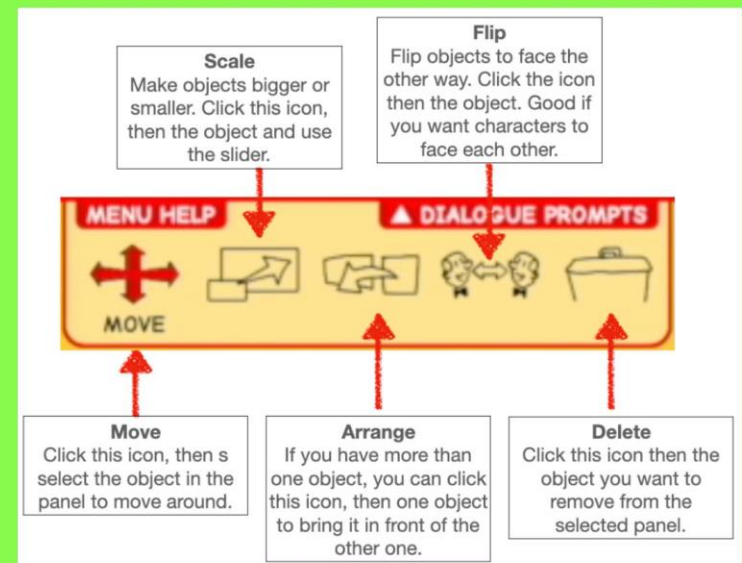 Scale
Make objects bigger or
smaller. Click this icon,
then the object and use
the slider.
Flip
Flip objects to face the
other way. Click the icon
then the object. Good if
you want characters to
face each other.
MENU HELP
▲ DIALOGUE PROMPTS
MOVE
Move
Click this icon, then s
select the object in the
panel to move around.
Arrange
If you have more than
one object, you can click
this icon, then one object
to bring it in front of the
other one.
Delete
Click this icon then the
object you want to
remove from the
selected panel.